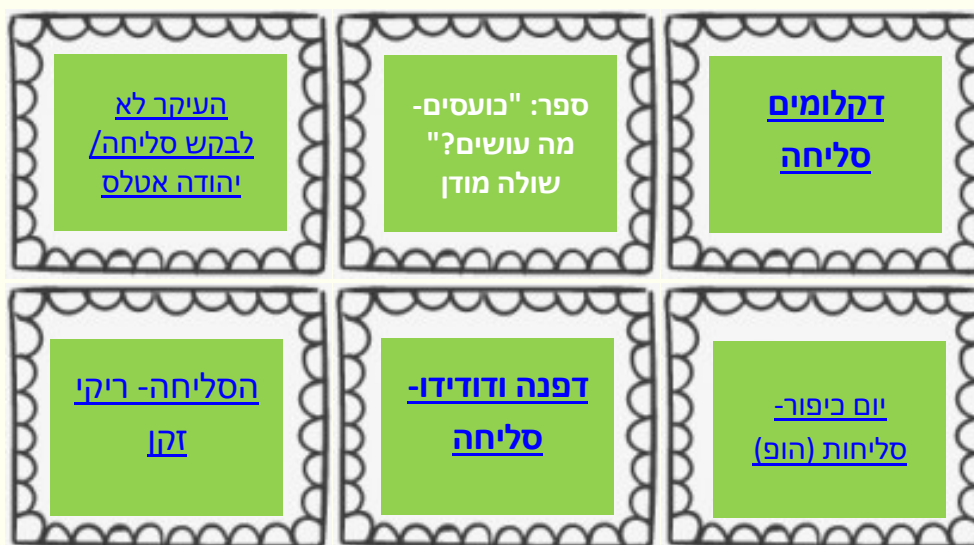 דקלומים
סליחה
ספר: "כועסים-
מה עושים?"
שולה מודן
העיקר לא
לבקש סליחה/
יהודה אטלס
יום כיפור-
סליחות (הופ)
דפנה ודודידו-
סליחה
הסליחה- ריקי
זקן